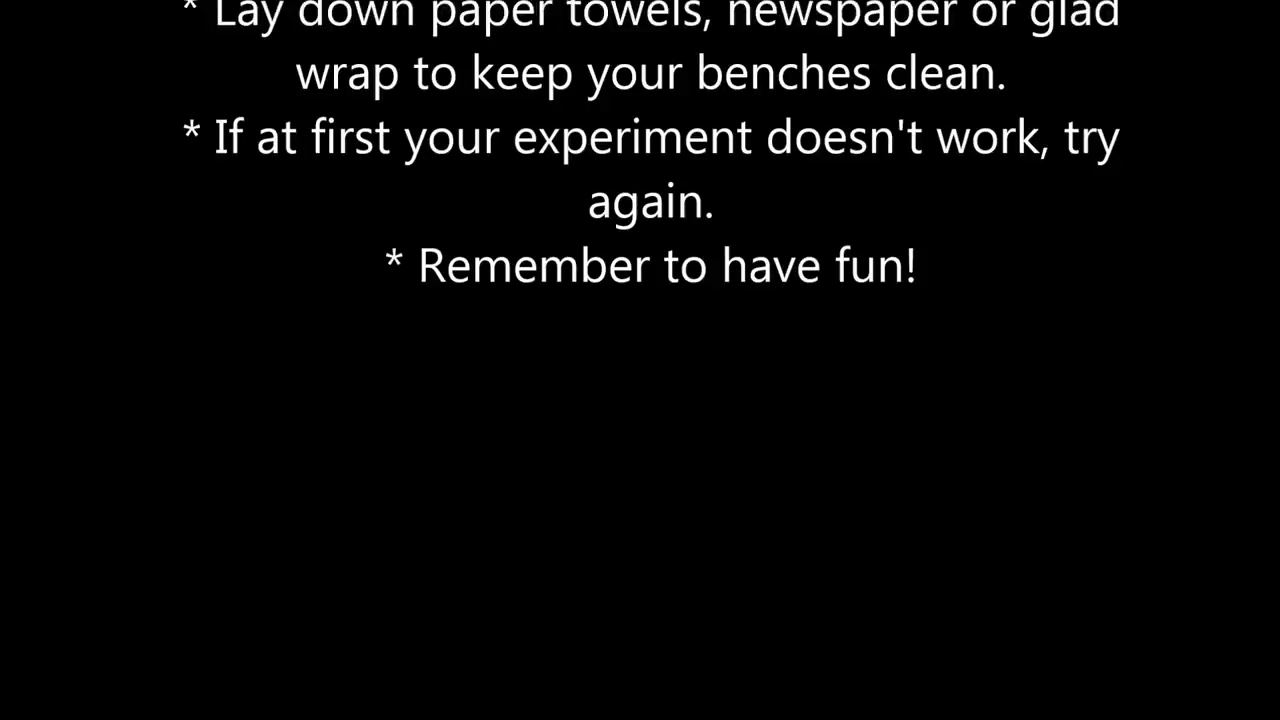 * Lay down paper towels, newspaper or glad
wrap to keep your benches clean.
* If at first your experiment doesn't work, try
again.
* Remember to have fun!